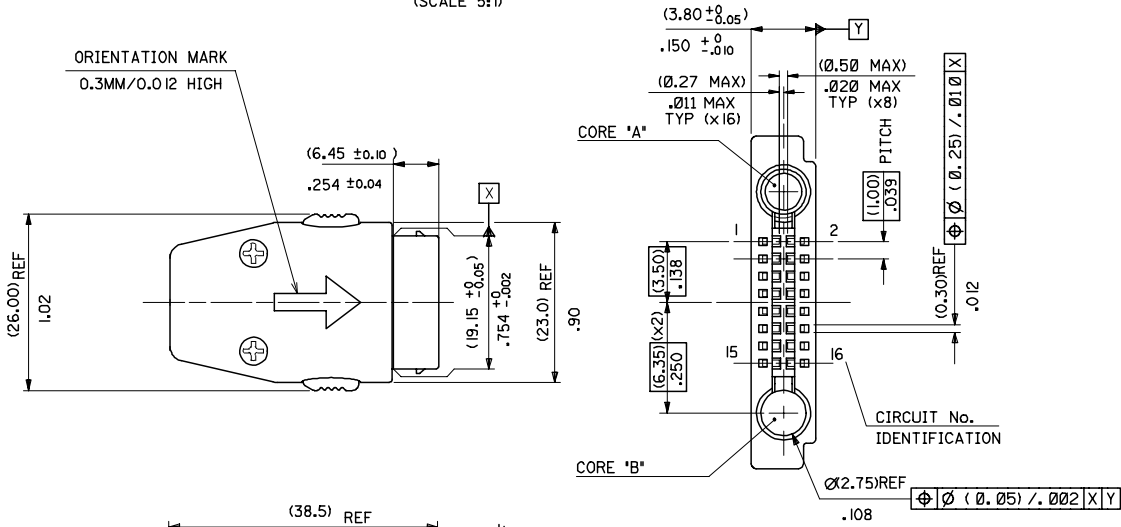 (SCALE 5:1)
ORIENTATION MARK
0.3MM/0.012 HIGH
(6.45 ±0.10)
.254 ±0.04
X
(26.00) REF
1.02
(19.15 +0 -0.05)
.754 +0 -.002
(23.0) REF
.90
(38.5) REF
(3.80 +0 -0.05)
.150 +0 -.010
Y
(Ø.27 MAX)
.011 MAX
TYP (x16)
(Ø.50 MAX)
.020 MAX
TYP (x8)
CORE "A"
(1.00) PITCH
.039
⌖ Ø (0.25)/.010 X
1
2
(3.50)
.138
(0.30)REF
.012
(6.35)(x2)
.250
15
16
CIRCUIT No.
IDENTIFICATION
CORE "B"
Ø(2.75)REF
.108
⌖ Ø (0.05)/.002 X Y